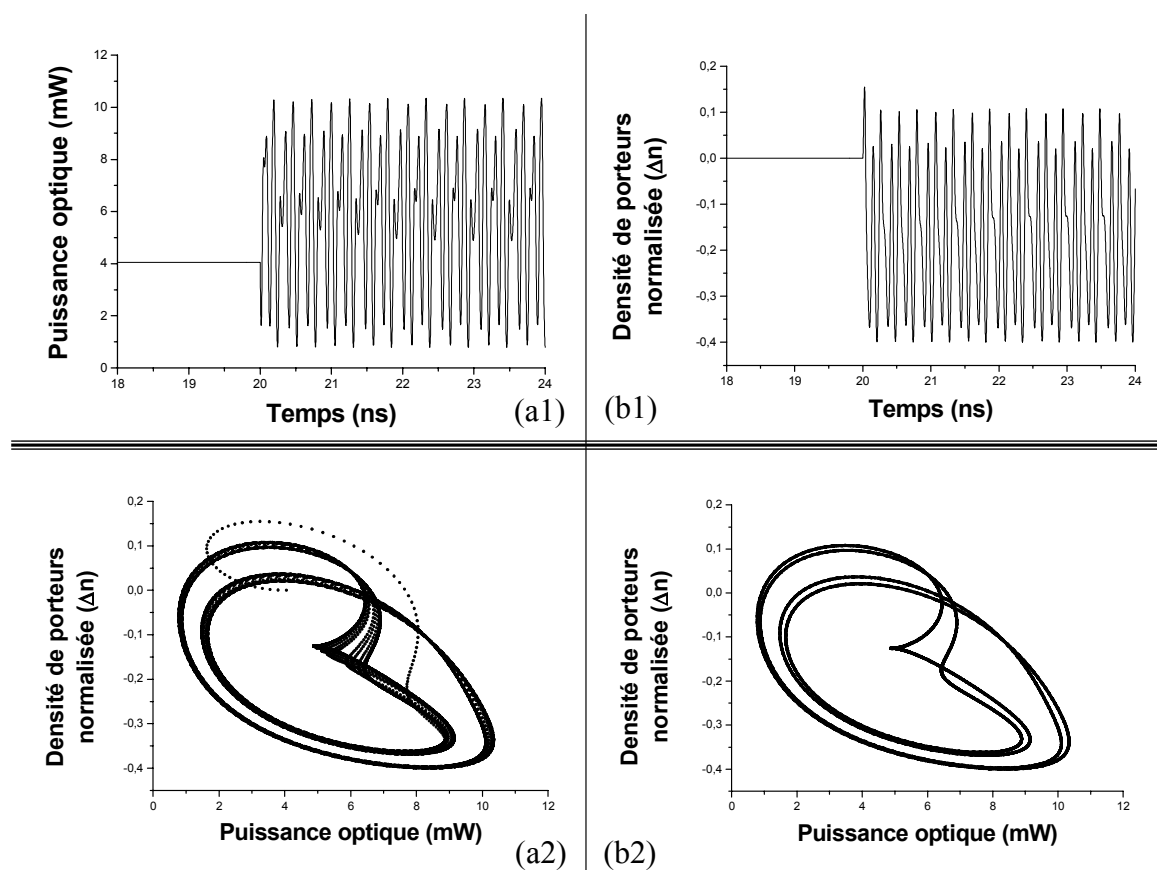 12
10
8
6
4
2
0
Puissance optique (mW)
18 19 20 21 22 23 24
Temps (ns)
(a1)
0,2
0,1
0,0
-0,1
-0,2
-0,3
-0,4
Densité de porteurs
normalisée (Δn)
18 19 20 21 22 23 24
Temps (ns)
(b1)
0,2
0,1
0,0
-0,1
-0,2
-0,3
-0,4
Densité de porteurs
normalisée (Δn)
0 2 4 6 8 10 12
Puissance optique (mW)
(a2)
0,2
0,1
0,0
-0,1
-0,2
-0,3
-0,4
Densité de porteurs
normalisée (Δn)
0 2 4 6 8 10 12
Puissance optique (mW)
(b2)